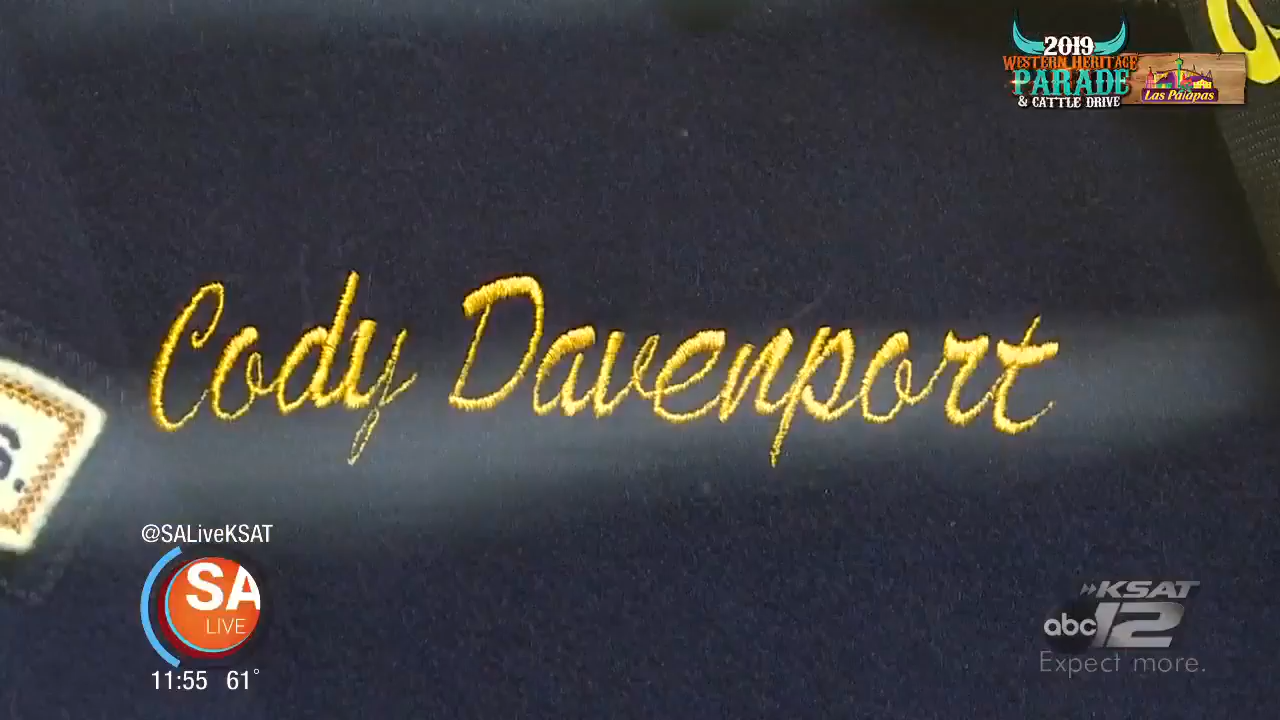 2019
WESTERN HERITAGE
PARADE
& CATTLE DRIVE
Las Palapas
Cody Davenport
@SALiveKSAT
SA
LIVE
11:55 61°
KSAT
abc 12
Expect more.